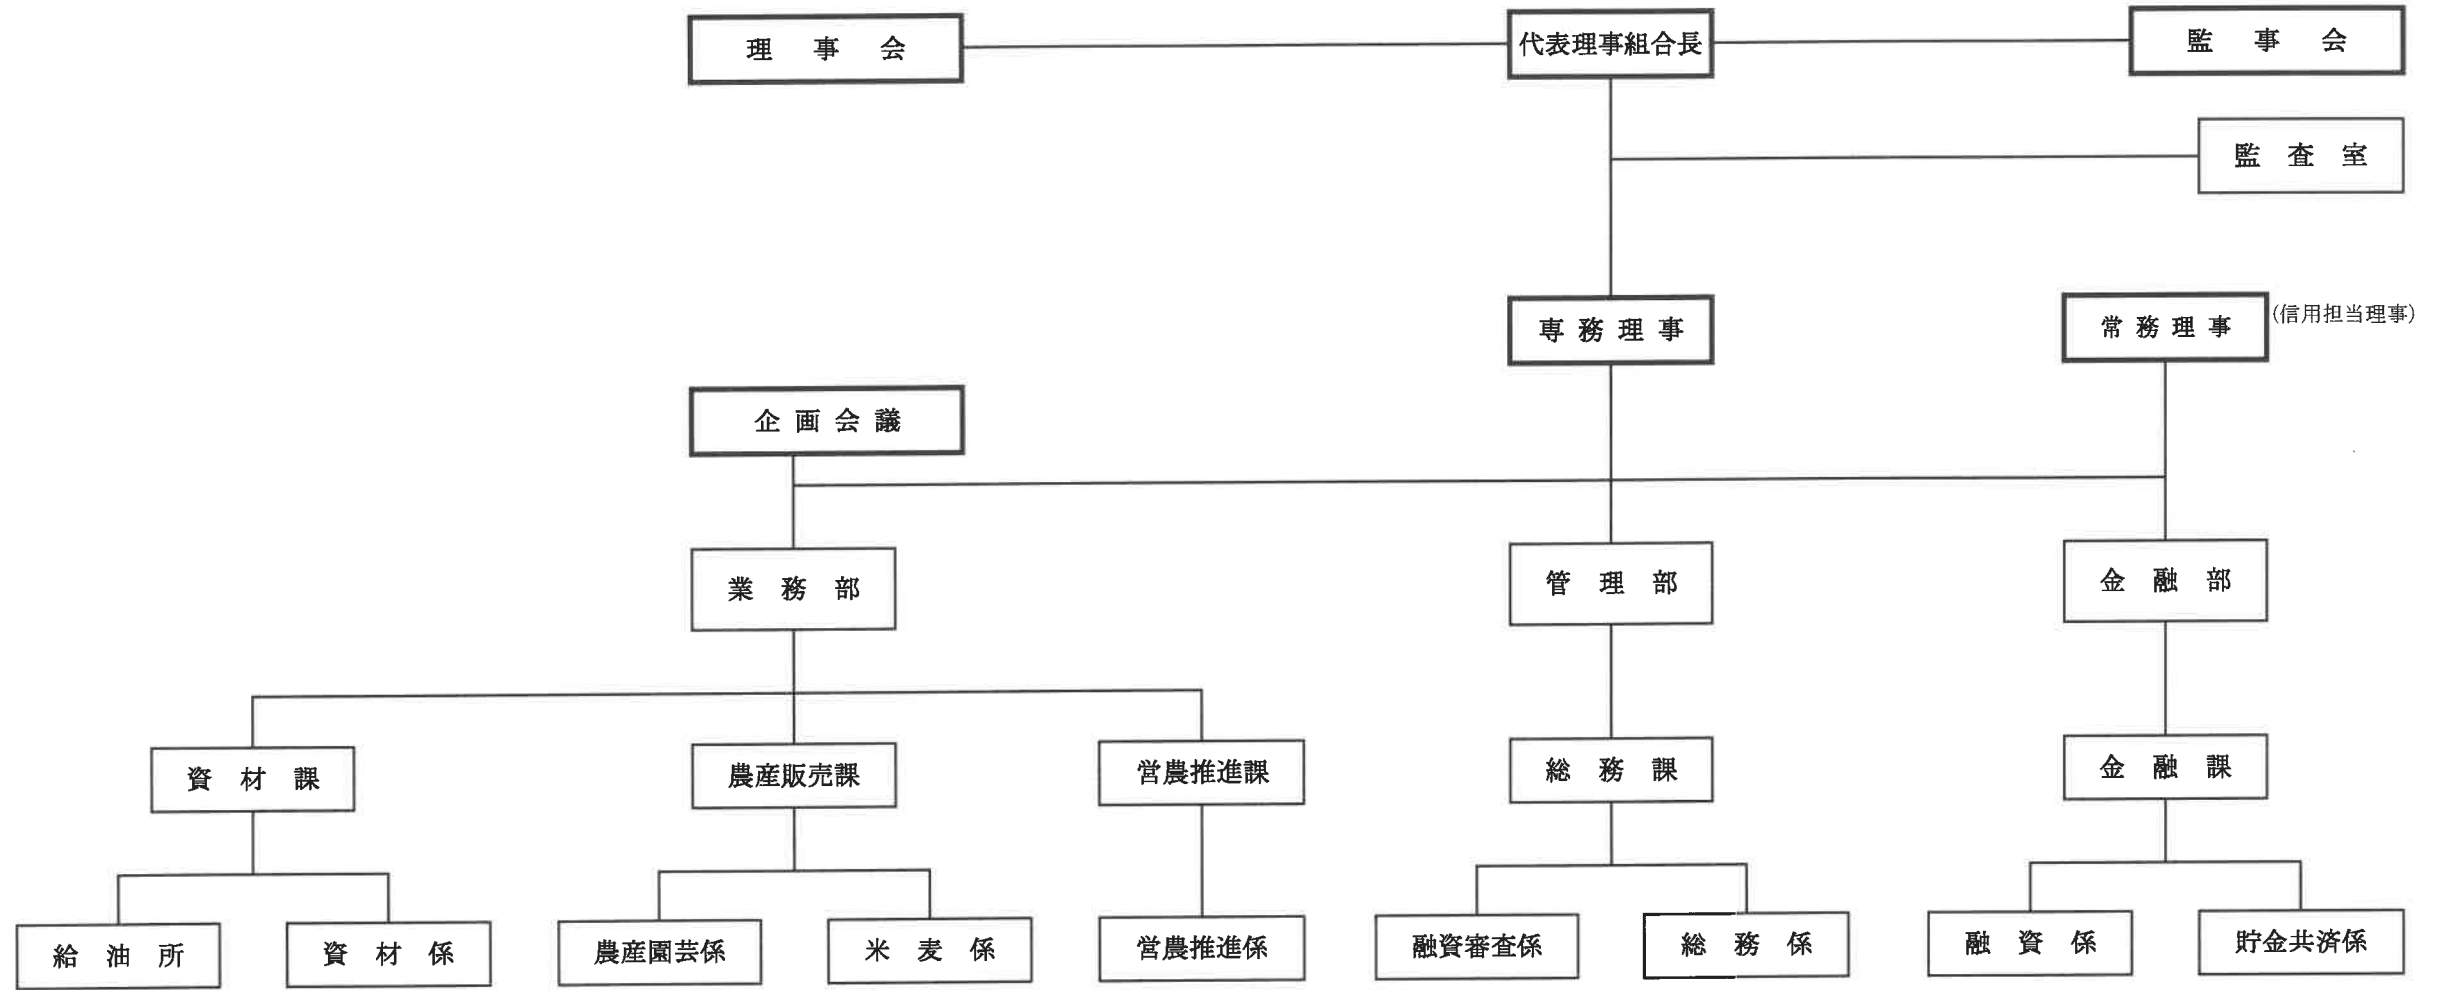 理事会
代表理事組合長
監事会
監査室
専務理事
常務理事
(信用担当理事)
企画会議
業務部
管理部
金融部
資材課
農産販売課
営農推進課
総務課
金融課
給油所
資材係
農産園芸係
米麦係
営農推進係
融資審査係
総務係
融資係
貯金共済係